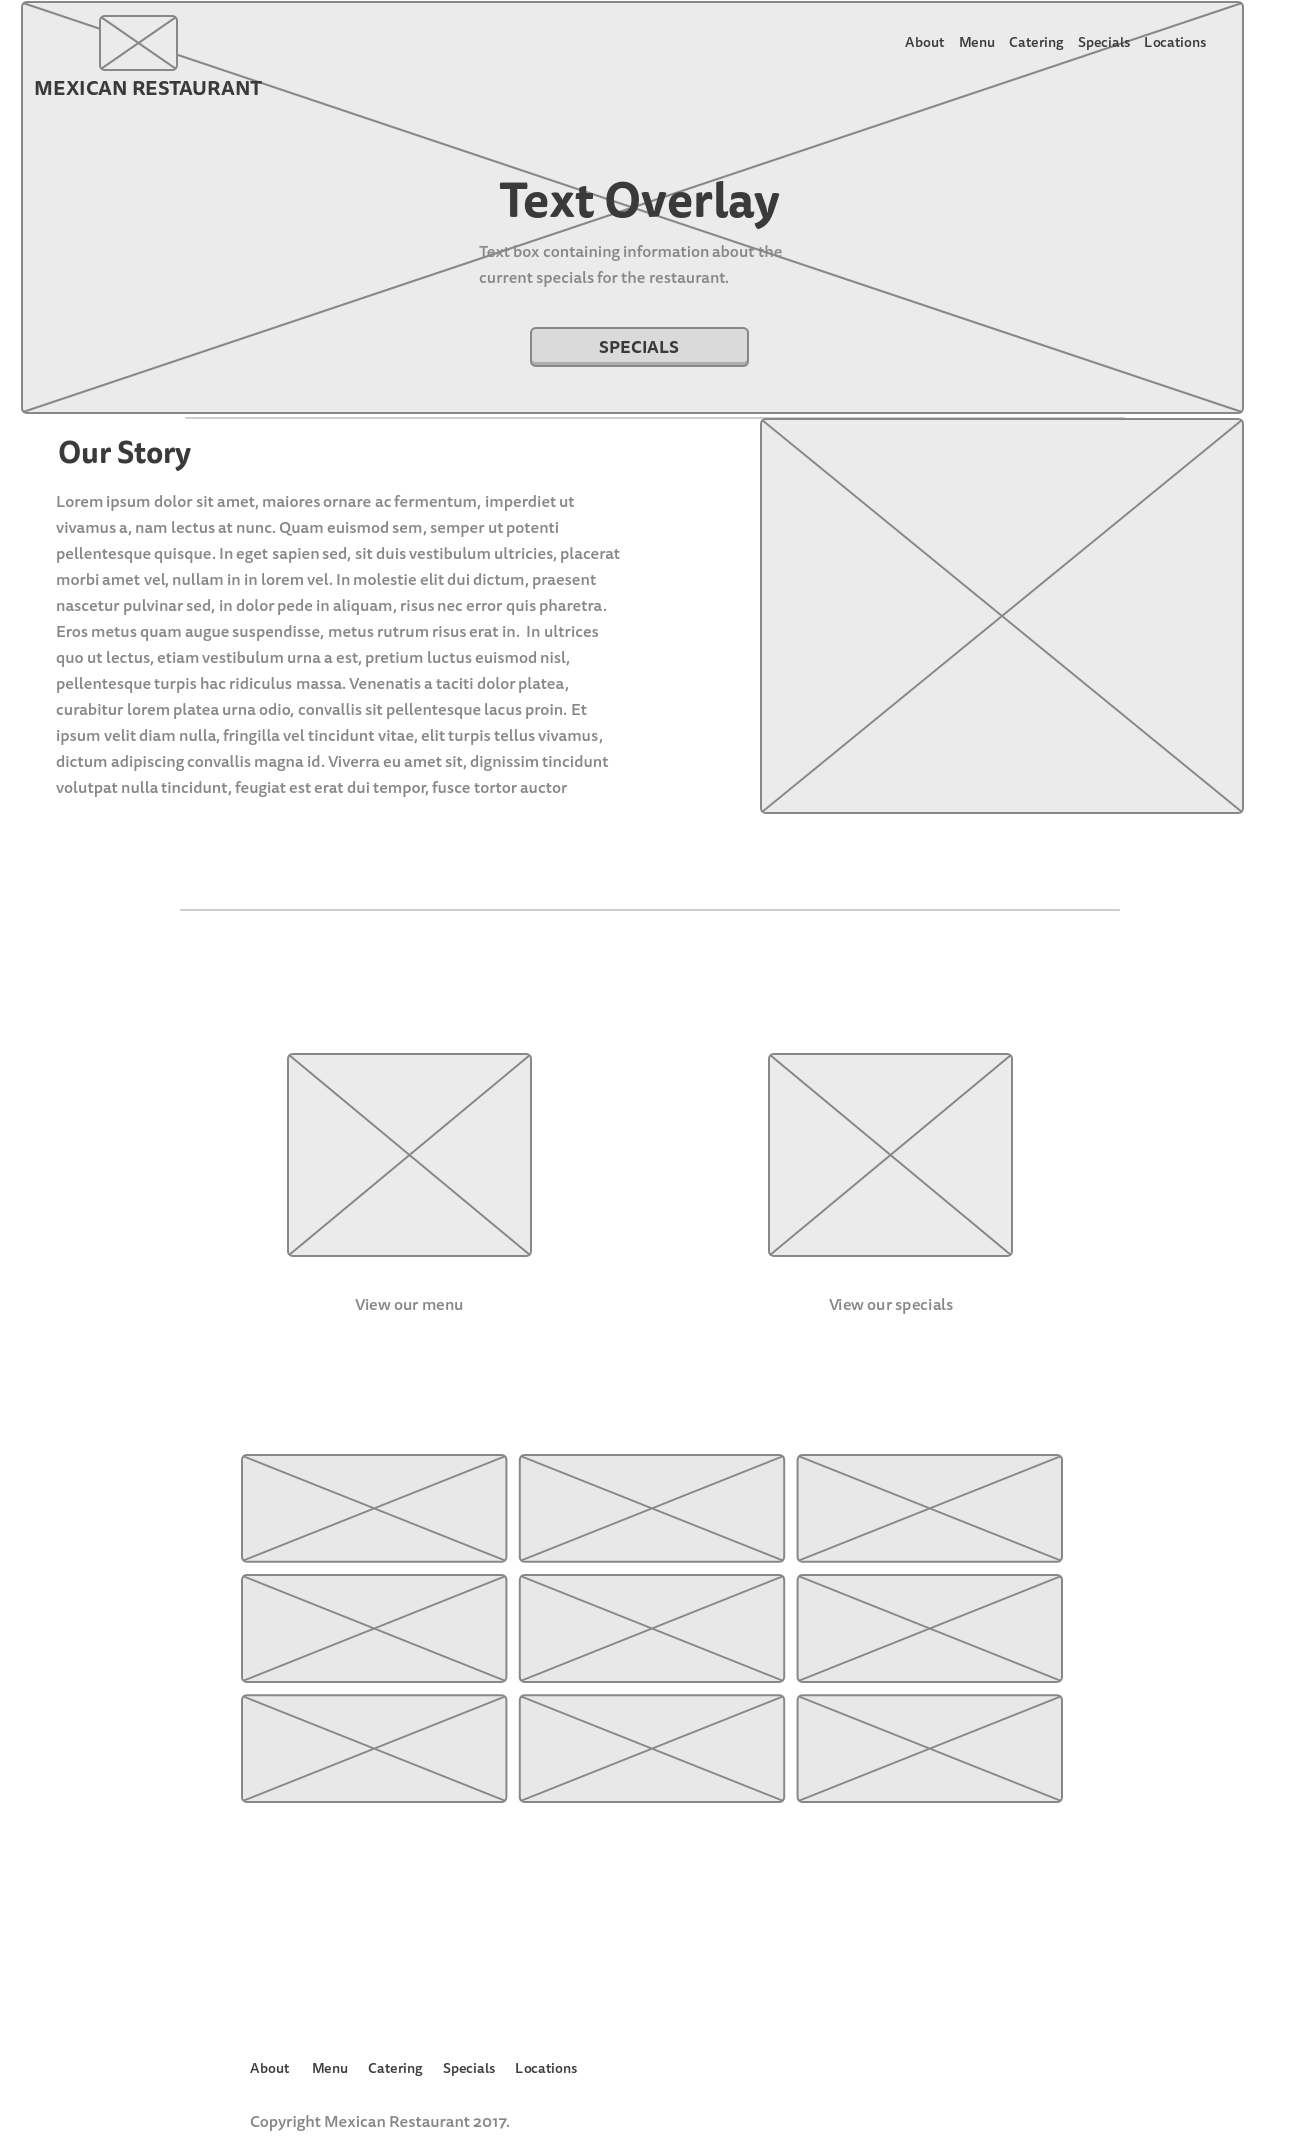 About Menu Catering Specials Locations
MEXICAN RESTAURANT
Text Overlay
Text box containing information about the
current specials for the restaurant.
SPECIALS
Our Story
Lorem ipsum dolor sit amet, maiores ornare ac fermentum, imperdiet ut
vivamus a, nam lectus at nunc. Quam euismod sem, semper ut potenti
pellentesque quisque. In eget sapien sed, sit duis vestibulum ultricies, placerat
morbi amet vel, nullam in in lorem vel. In molestie elit dui dictum, praesent
nascetur pulvinar sed, in dolor pede in aliquam, risus nec error quis pharetra.
Eros metus quam augue suspendisse, metus rutrum risus erat in.  In ultrices
quo ut lectus, etiam vestibulum urna a est, pretium luctus euismod nisl,
pellentesque turpis hac ridiculus massa. Venenatis a taciti dolor platea,
curabitur lorem platea urna odio, convallis sit pellentesque lacus proin. Et
ipsum velit diam nulla, fringilla vel tincidunt vitae, elit turpis tellus vivamus,
dictum adipiscing convallis magna id. Viverra eu amet sit, dignissim tincidunt
volutpat nulla tincidunt, feugiat est erat dui tempor, fusce tortor auctor
View our menu
View our specials
About Menu Catering Specials Locations
Copyright Mexican Restaurant 2017.